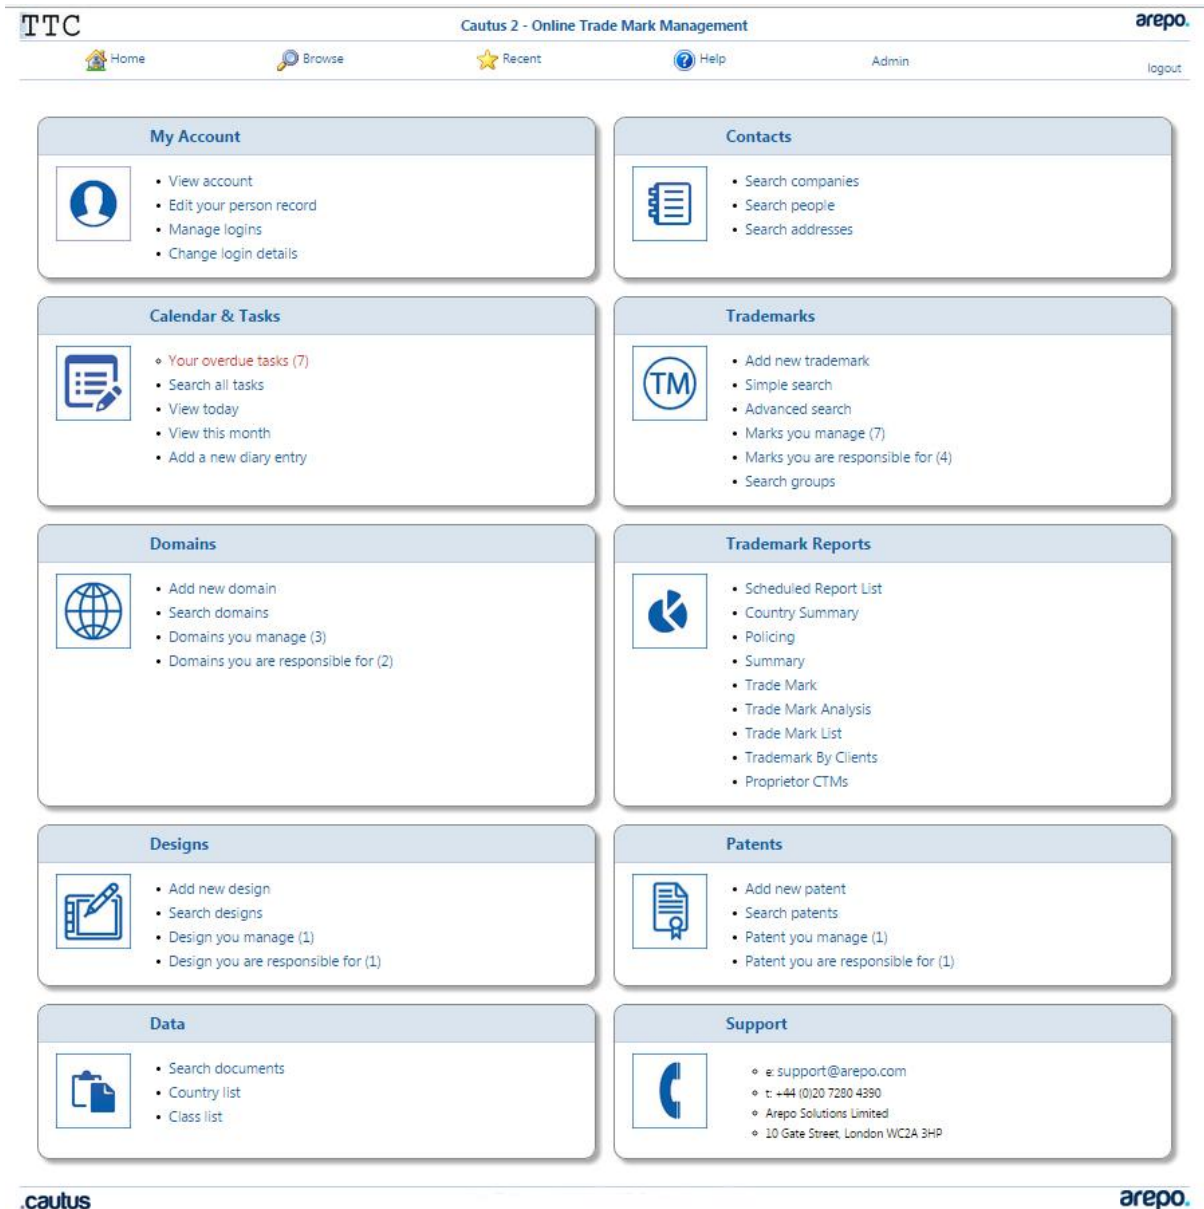 TTC
Cautus 2 - Online Trade Mark Management
arepo.
Home
Browse
Recent
Help
Admin
logout
My Account
View account
Edit your person record
Manage logins
Change login details
Contacts
Search companies
Search people
Search addresses
Calendar & Tasks
Your overdue tasks (7)
Search all tasks
View today
View this month
Add a new diary entry
Trademarks
TM
Add new trademark
Simple search
Advanced search
Marks you manage (7)
Marks you are responsible for (4)
Search groups
Domains
Add new domain
Search domains
Domains you manage (3)
Domains you are responsible for (2)
Trademark Reports
Scheduled Report List
Country Summary
Policing
Summary
Trade Mark
Trade Mark Analysis
Trade Mark List
Trademark By Clients
Proprietor CTMs
Designs
Add new design
Search designs
Design you manage (1)
Design you are responsible for (1)
Patents
Add new patent
Search patents
Patent you manage (1)
Patent you are responsible for (1)
Data
Search documents
Country list
Class list
Support
e: support@arepo.com
t: +44 (0)20 7280 4390
Arepo Solutions Limited
10 Gate Street, London WC2A 3HP
.cautus
arepo.